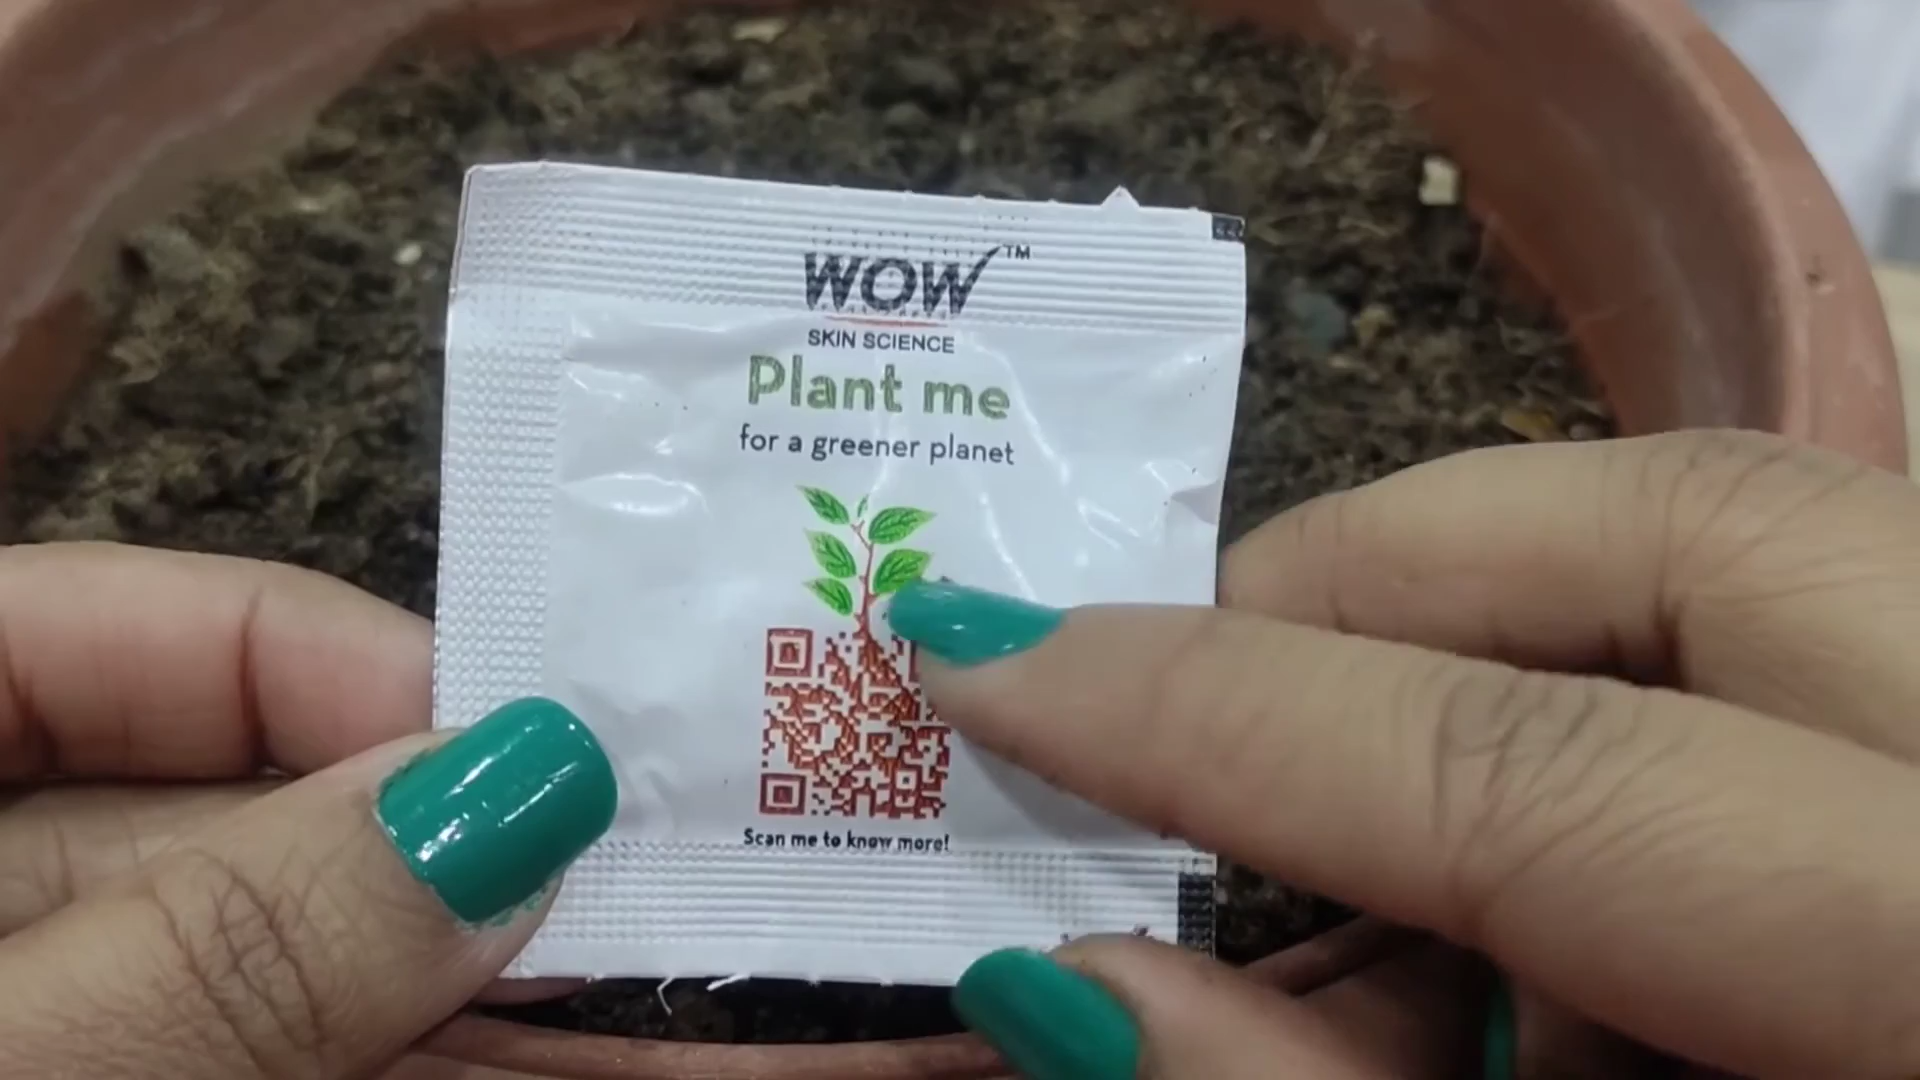 WOW™
SKIN SCIENCE
Plant me
for a greener planet
Scan me to know more!